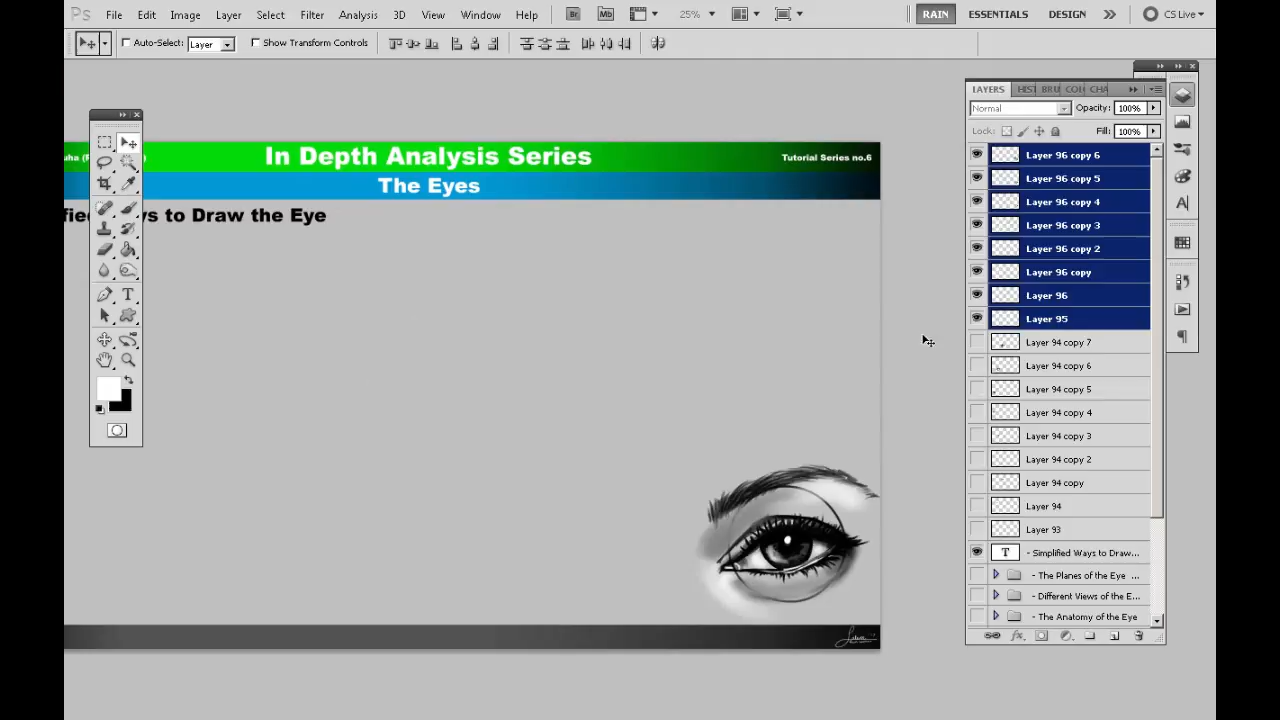 Ps File Edit Image Layer Select Filter Analysis 3D View Window Help Br Mb 25% RAIN ESSENTIALS DESIGN CS Live
Auto-Select: Layer Show Transform Controls
LAYERS HIST BRU COL CHA
Normal Opacity: 100%
Lock: Fill: 100%
In Depth Analysis Series
Tutorial Series no.6
The Eyes
ys to Draw the Eye
Layer 96 copy 6
Layer 96 copy 5
Layer 96 copy 4
Layer 96 copy 3
Layer 96 copy 2
Layer 96 copy
Layer 96
Layer 95
Layer 94 copy 7
Layer 94 copy 6
Layer 94 copy 5
Layer 94 copy 4
Layer 94 copy 3
Layer 94 copy 2
Layer 94 copy
Layer 94
Layer 93
T - Simplified Ways to Draw...
- The Planes of the Eye ...
- Different Views of the E...
- The Anatomy of the Eye